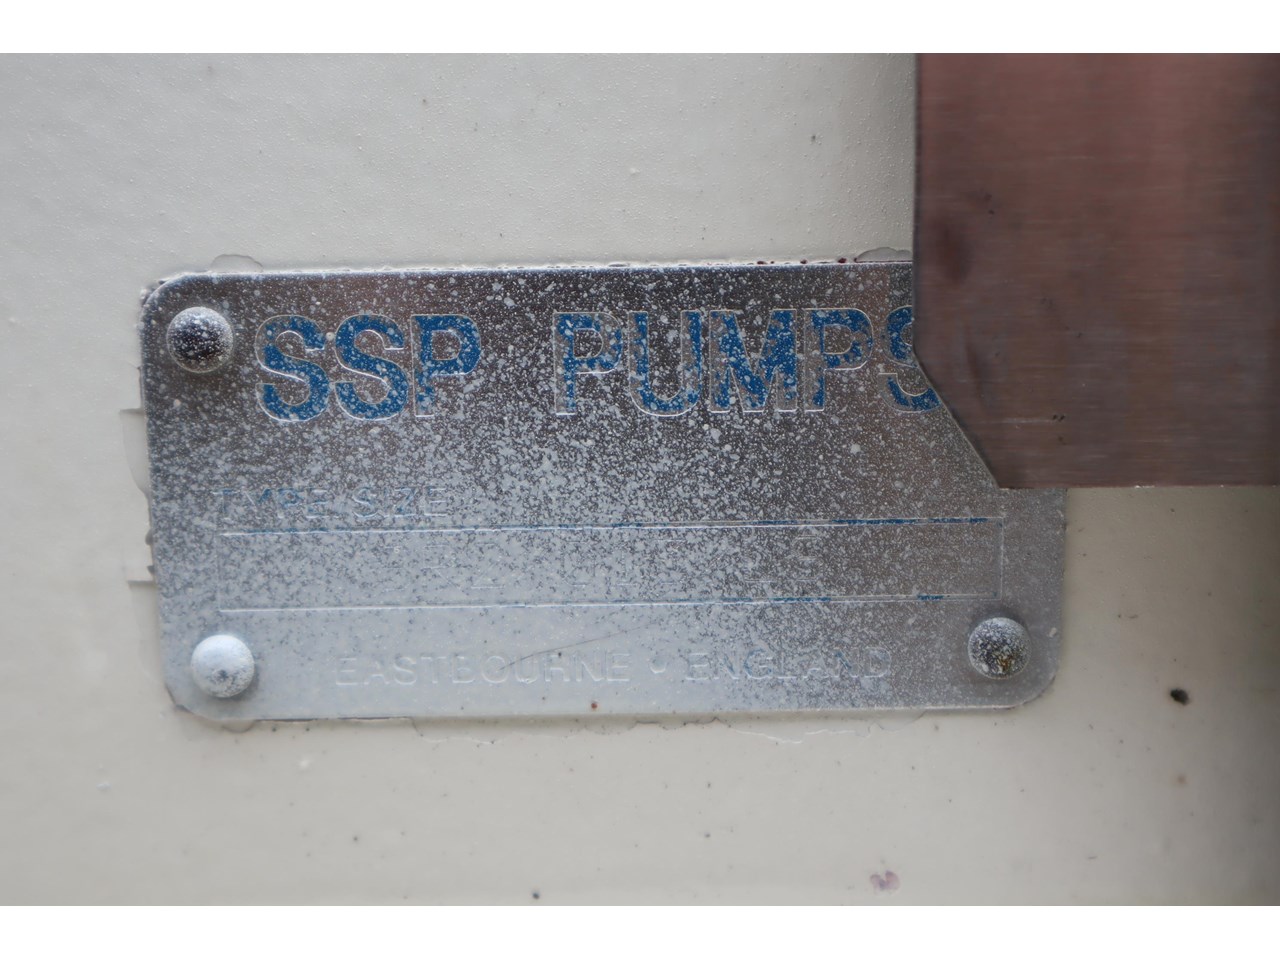 SSP PUMPS
TYPE SIZE
EASTBOURNE • ENGLAND